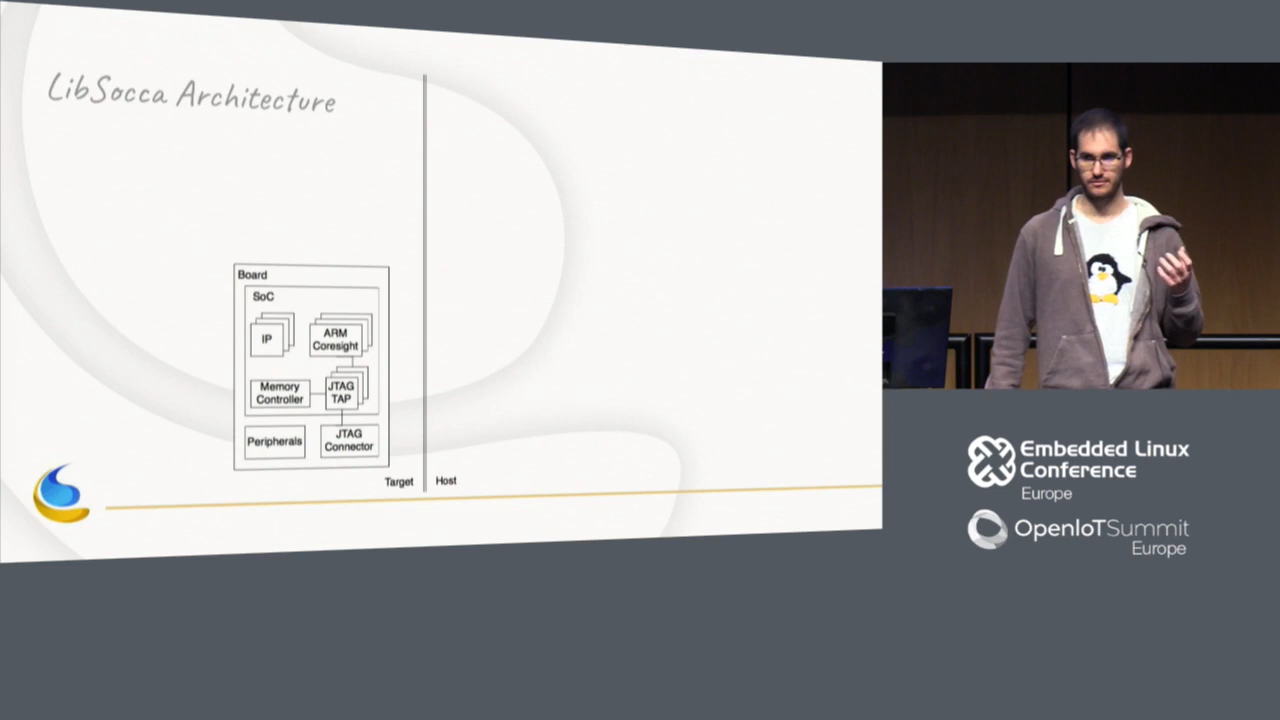 LibSocca Architecture
Board
SoC
IP
ARM
Coresight
Memory
Controller
JTAG
TAP
Peripherals
JTAG
Connector
Target
Host
Embedded Linux
Conference
Europe
OpenIoTSummit
Europe